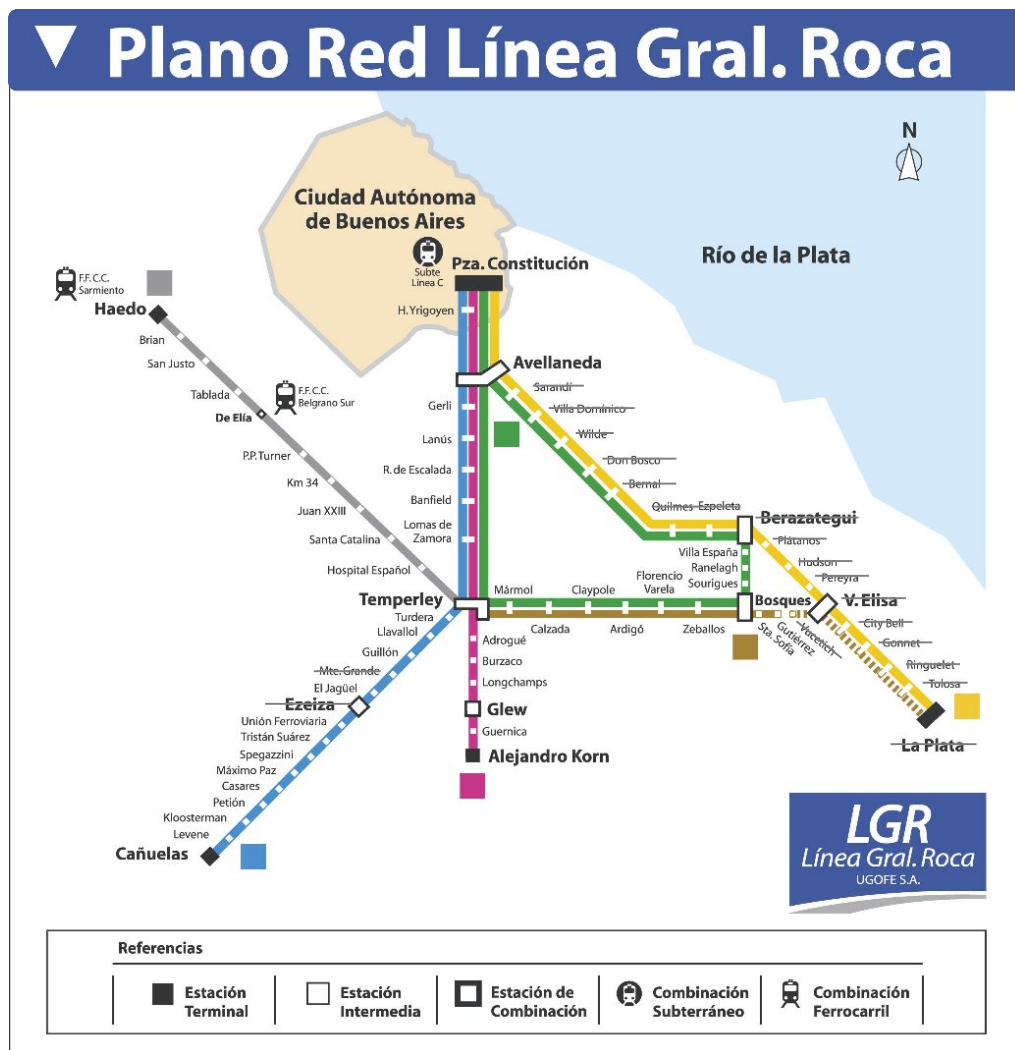 Plano Red Línea Gral. Roca
N
Ciudad Autónoma
de Buenos Aires
Río de la Plata
Subte
Línea C
Pza. Constitución
F.F.C.C.
Sarmiento
Haedo
Brian
San Justo
Tablada
De Elía
F.F.C.C.
Belgrano Sur
P.P. Turner
Km 34
Juan XXIII
Santa Catalina
Hospital Español
Temperley
H. Yrigoyen
Avellaneda
Gerli
Lanús
R. de Escalada
Banfield
Lomas de
Zamora
Sarandí
Villa Domínico
Wilde
Don Bosco
Bernal
Quilmes Ezpeleta
Berazategui
Plátanos
Hudson
Pereyra
V. Elisa
City Bell
Gonnet
Ringuelet
Tolosa
La Plata
Villa España
Ranelagh
Sourigues
Bosques
Mármol
Claypole
Florencio
Varela
Calzada
Ardigó
Zeballos
Sta. Sofía
Gutiérrez
Vucetich
Turdera
Llavallol
Guillón
Mte. Grande
El Jagüel
Ezeiza
Unión Ferroviaria
Tristán Suárez
Spegazzini
Máximo Paz
Casares
Petión
Kloosterman
Levene
Cañuelas
Adrogué
Burzaco
Longchamps
Glew
Guernica
Alejandro Korn
LGR
Línea Gral. Roca
UGOFE S.A.
Referencias
Estación
Terminal
Estación
Intermedia
Estación de
Combinación
Combinación
Subterráneo
Combinación
Ferrocarril